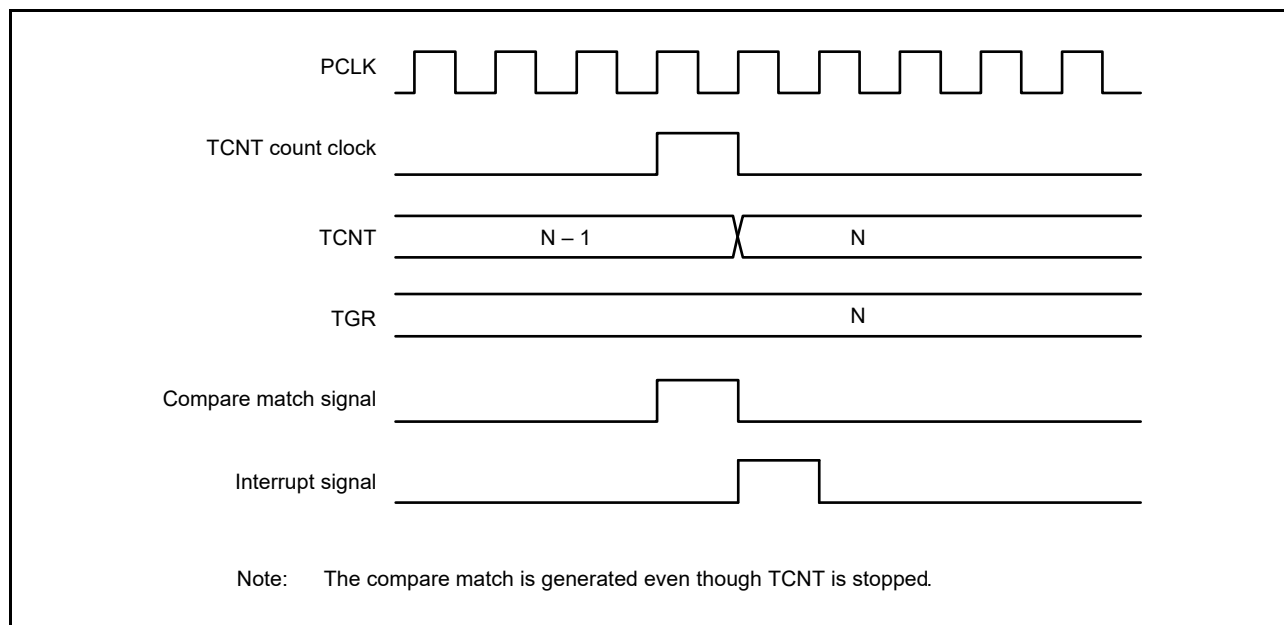 PCLK
TCNT count clock
TCNT
N – 1
N
TGR
N
Compare match signal
Interrupt signal
Note: The compare match is generated even though TCNT is stopped.